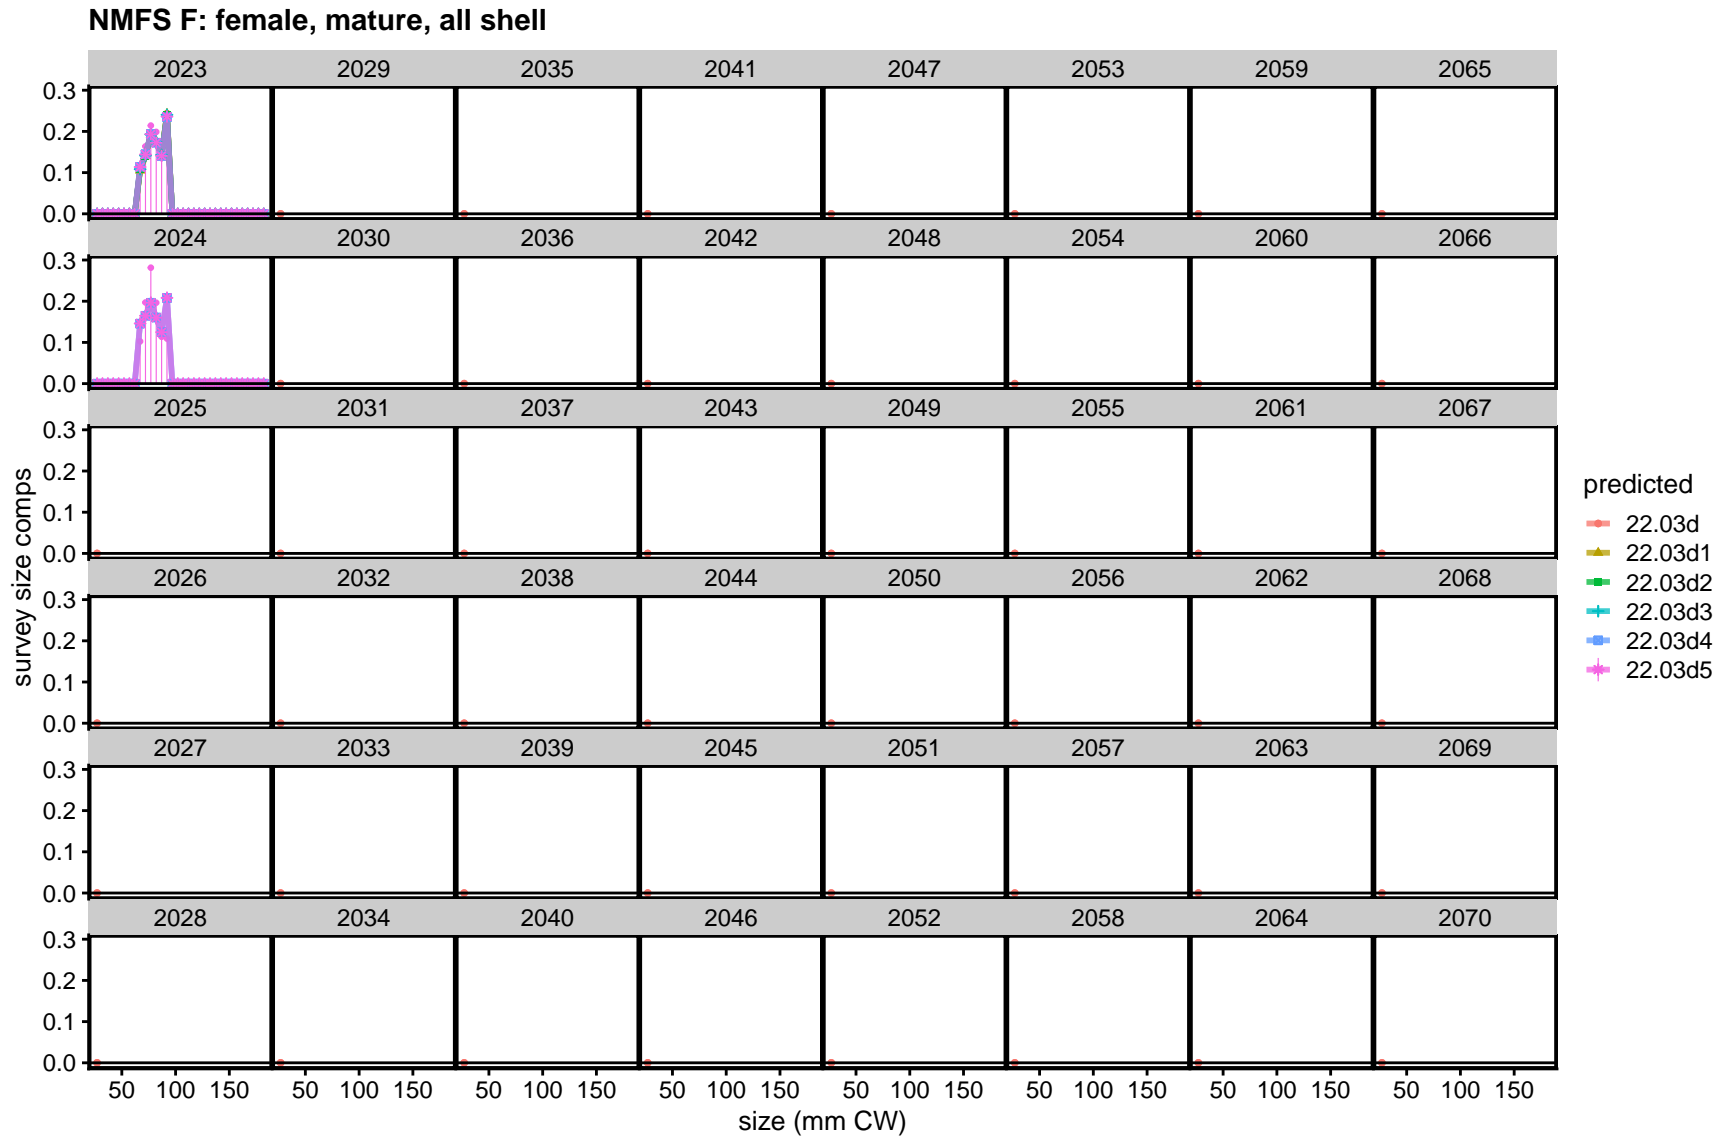 NMFS F: female, mature, all shell
2023 2029 2035 2041 2047 2053 2059 2065
0.3
0.2
0.1
0.0
2024 2030 2036 2042 2048 2054 2060 2066
0.3
0.2
0.1
0.0
2025 2031 2037 2043 2049 2055 2061 2067
0.3
0.2
0.1
0.0
2026 2032 2038 2044 2050 2056 2062 2068
0.3
0.2
0.1
0.0
2027 2033 2039 2045 2051 2057 2063 2069
0.3
0.2
0.1
0.0
2028 2034 2040 2046 2052 2058 2064 2070
0.3
0.2
0.1
0.0
50 100 150 50 100 150 50 100 150 50 100 150 50 100 150 50 100 150 50 100 150 50 100 150
size (mm CW)
survey size comps
predicted
22.03d
22.03d1
22.03d2
22.03d3
22.03d4
22.03d5